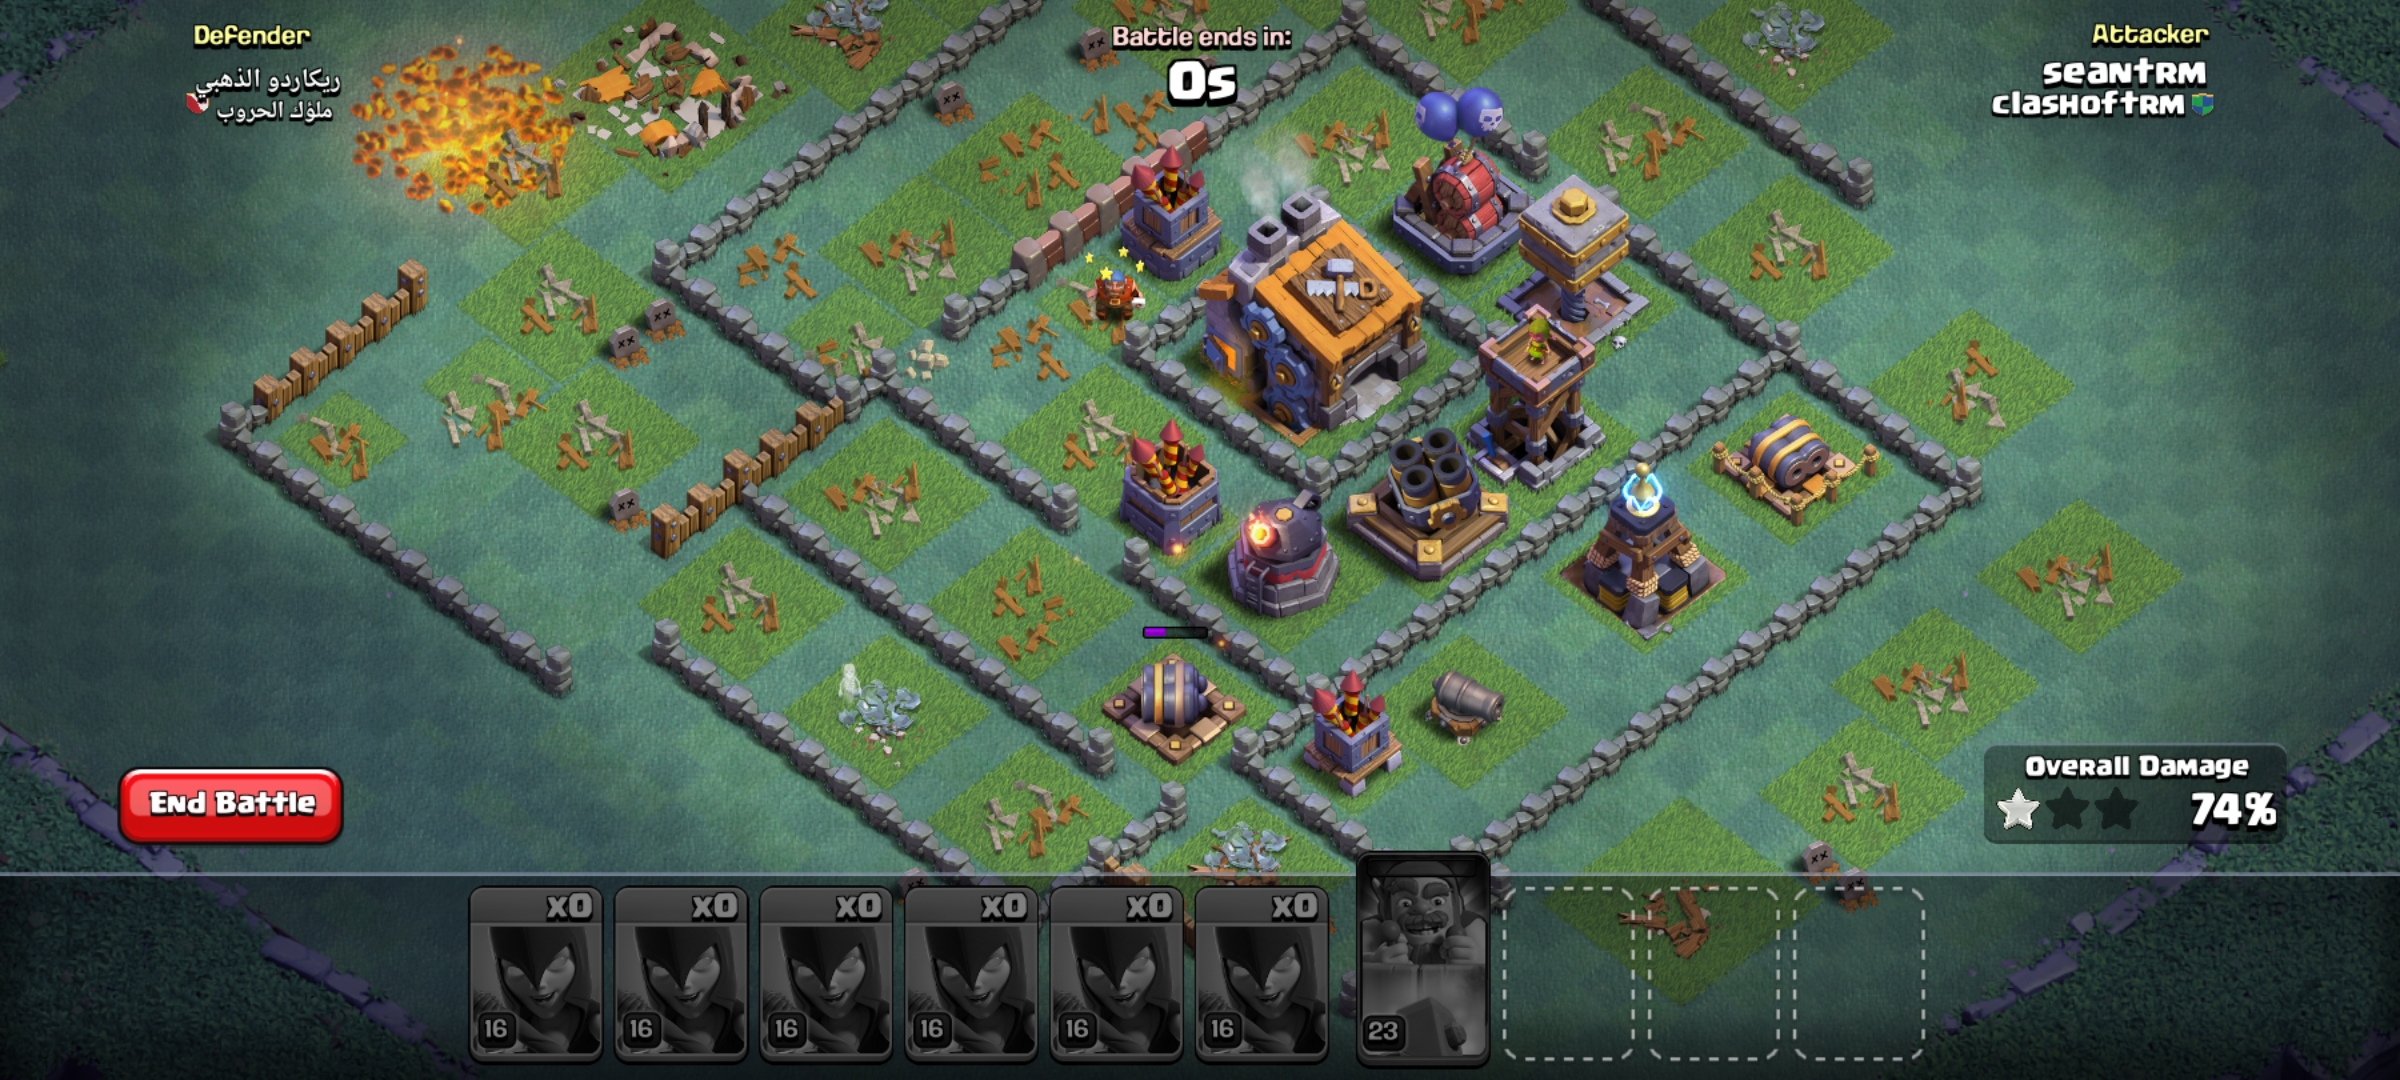 Defender
ريكاردو الذهبي
ملوك الحروب
Battle ends in:
0s
Attacker
seantRM
clashoftRM
End Battle
Overall Damage
74%
x0
x0
x0
x0
x0
x0
16
16
16
16
16
16
23